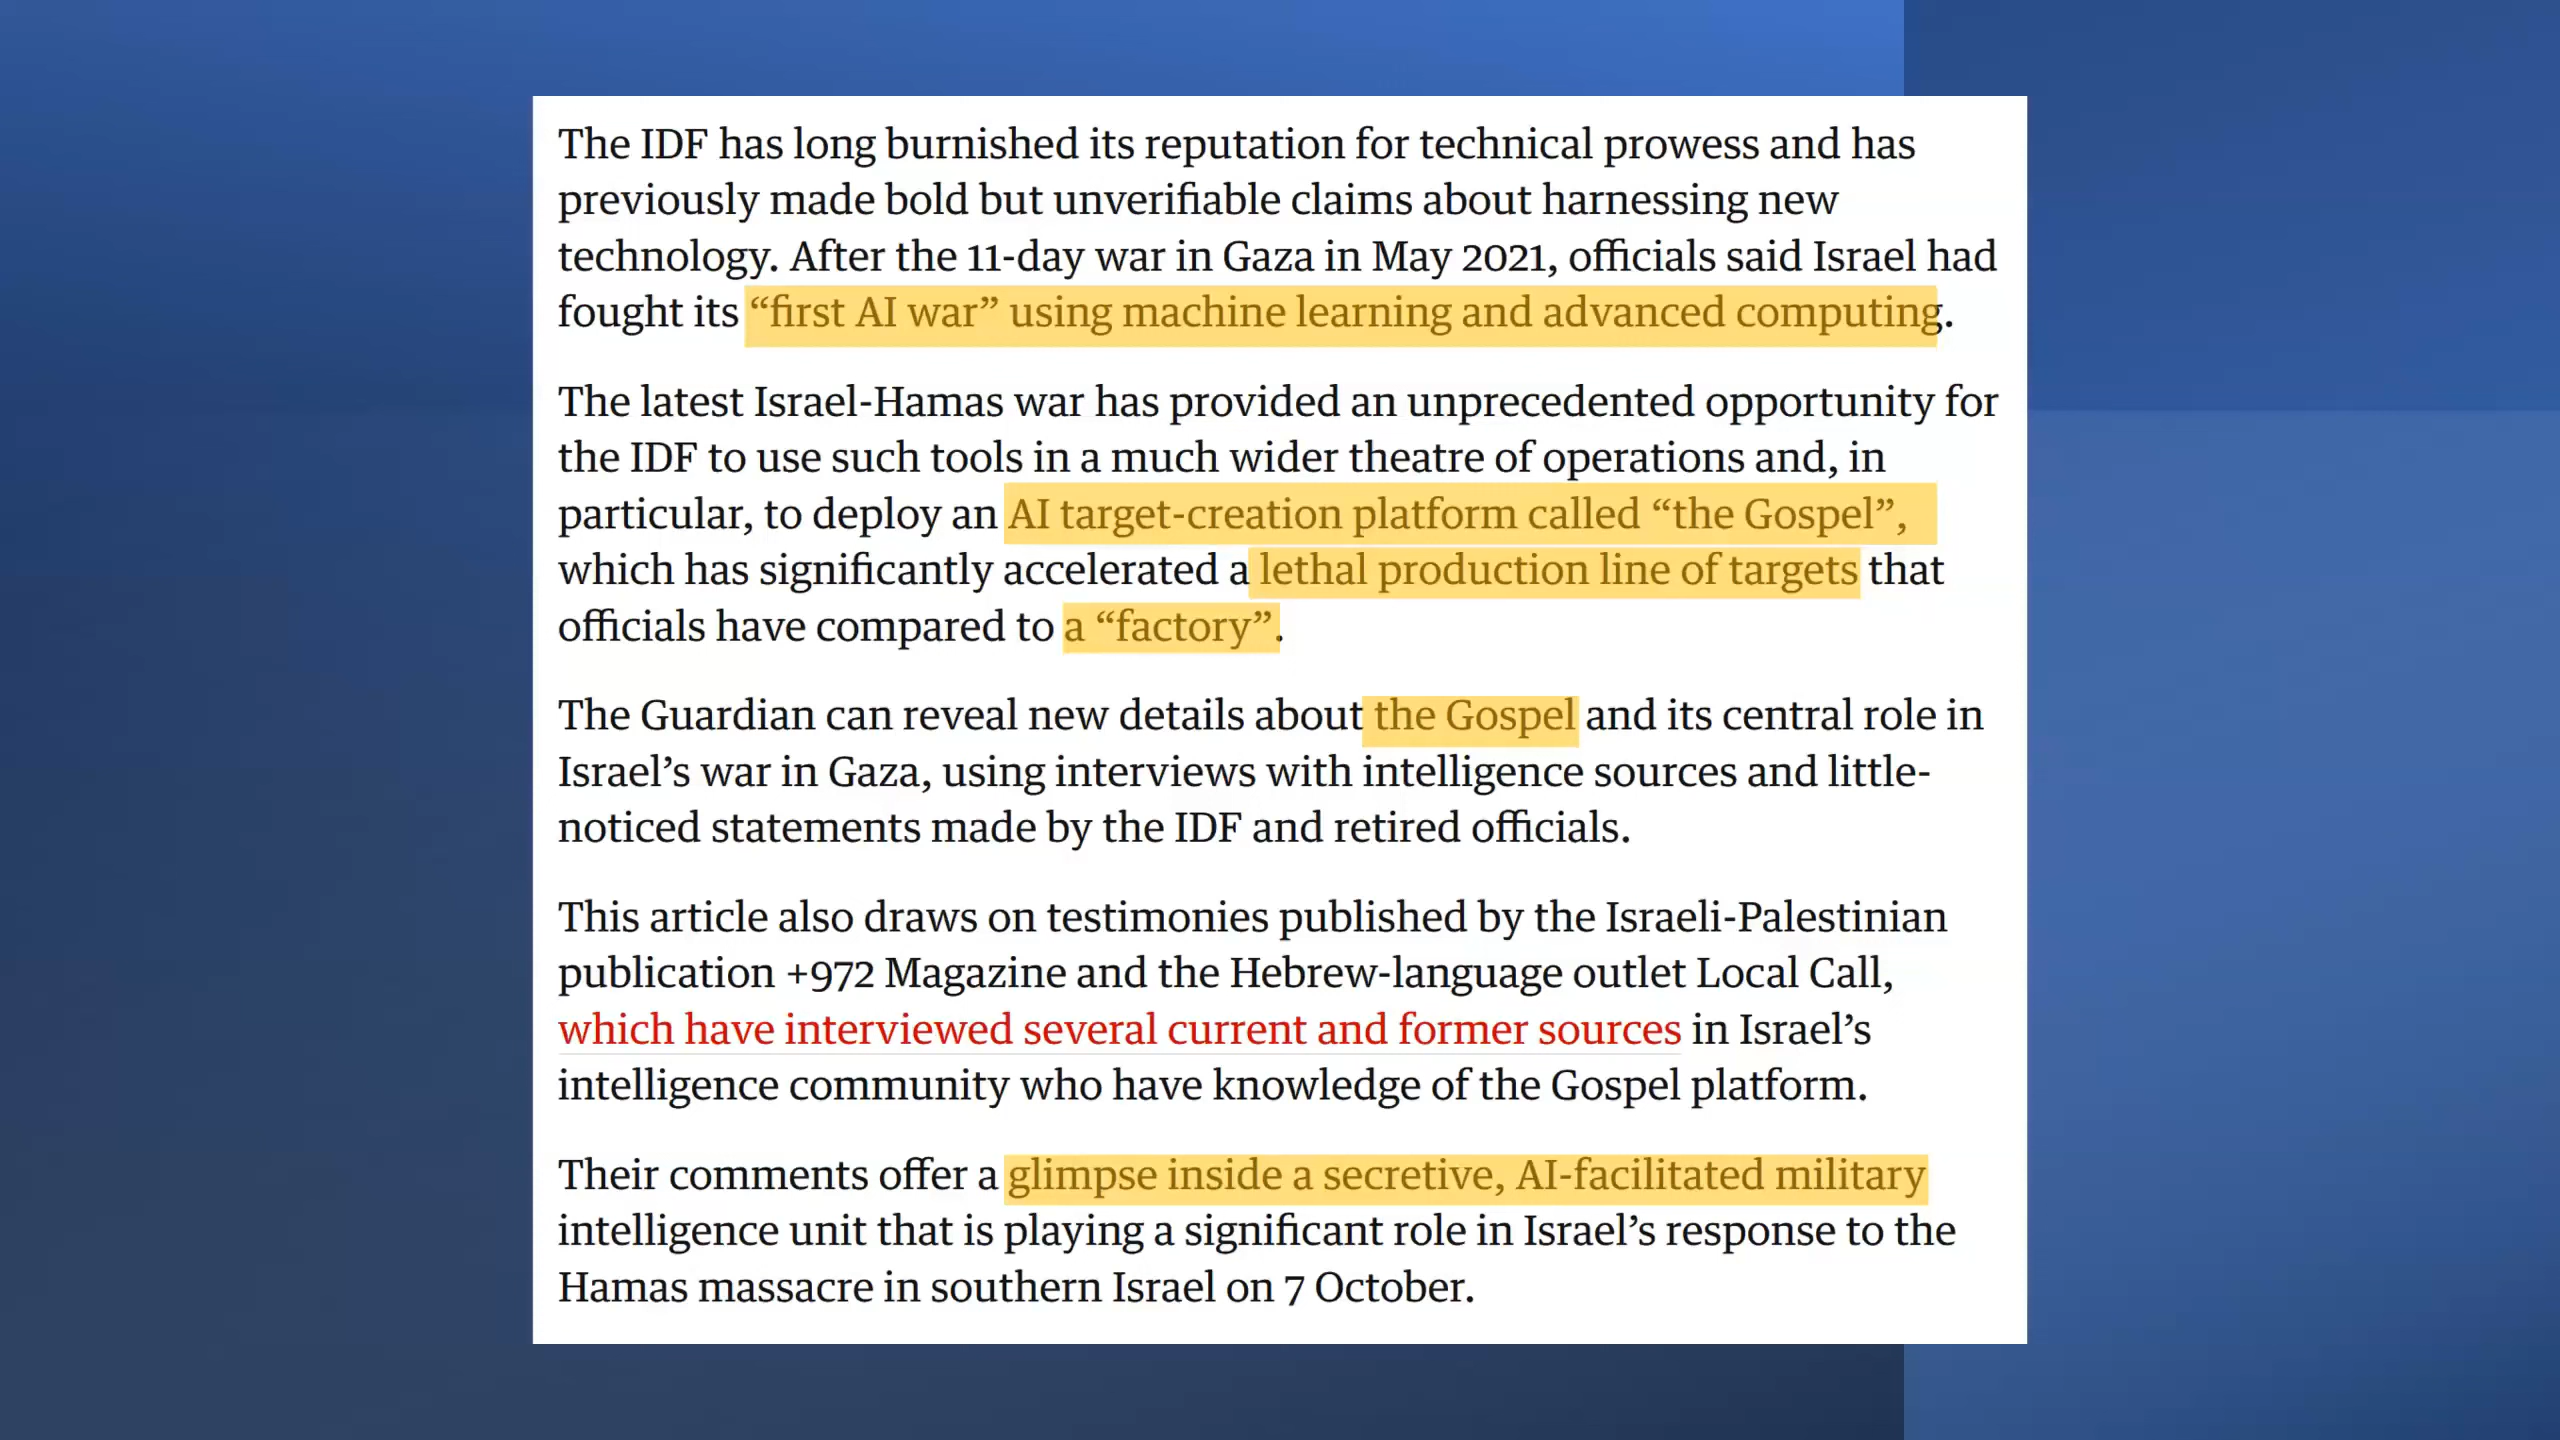 The IDF has long burnished its reputation for technical prowess and has
previously made bold but unverifiable claims about harnessing new
technology. After the 11-day war in Gaza in May 2021, officials said Israel had
fought its “first AI war” using machine learning and advanced computing.
The latest Israel-Hamas war has provided an unprecedented opportunity for
the IDF to use such tools in a much wider theatre of operations and, in
particular, to deploy an AI target-creation platform called “the Gospel”,
which has significantly accelerated a lethal production line of targets that
officials have compared to a “factory”.
The Guardian can reveal new details about the Gospel and its central role in
Israel’s war in Gaza, using interviews with intelligence sources and little-
noticed statements made by the IDF and retired officials.
This article also draws on testimonies published by the Israeli-Palestinian
publication +972 Magazine and the Hebrew-language outlet Local Call,
which have interviewed several current and former sources in Israel’s
intelligence community who have knowledge of the Gospel platform.
Their comments offer a glimpse inside a secretive, AI-facilitated military
intelligence unit that is playing a significant role in Israel’s response to the
Hamas massacre in southern Israel on 7 October.